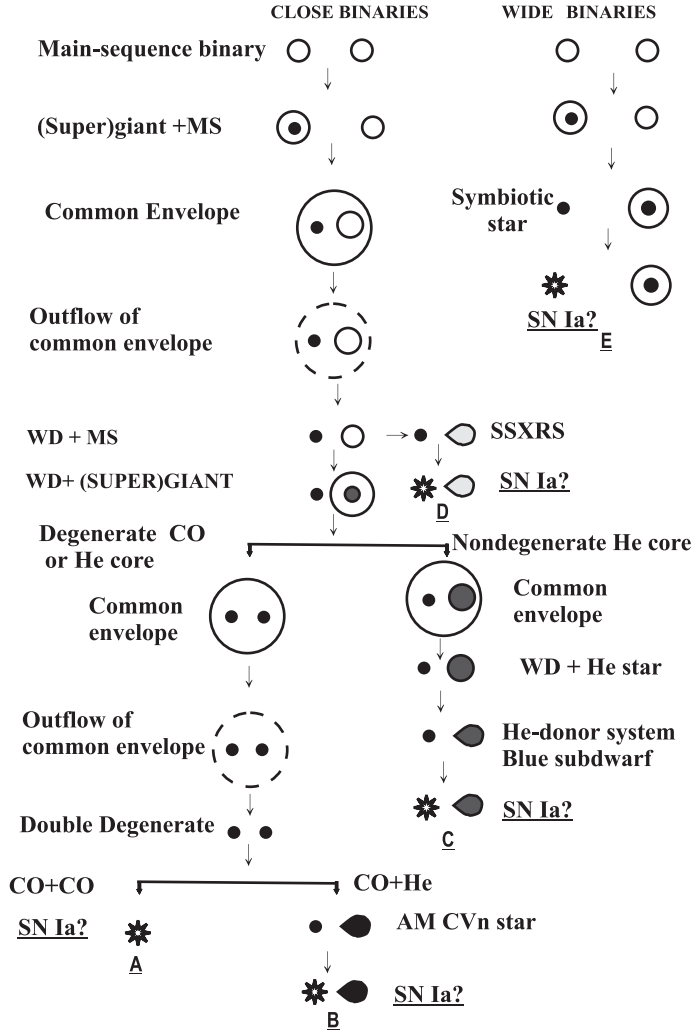 CLOSE BINARIES
WIDE BINARIES
Main-sequence binary
(Super)giant +MS
Common Envelope
Symbiotic
star
Outflow of
common envelope
SN Ia?
E
WD + MS
SSXRS
WD+ (SUPER)GIANT
SN Ia?
D
Degenerate CO
or He core
Nondegenerate He core
Common
envelope
Common
envelope
WD + He star
Outflow of
common envelope
He-donor system
Blue subdwarf
SN Ia?
C
Double Degenerate
CO+CO
CO+He
SN Ia?
A
AM CVn star
SN Ia?
B